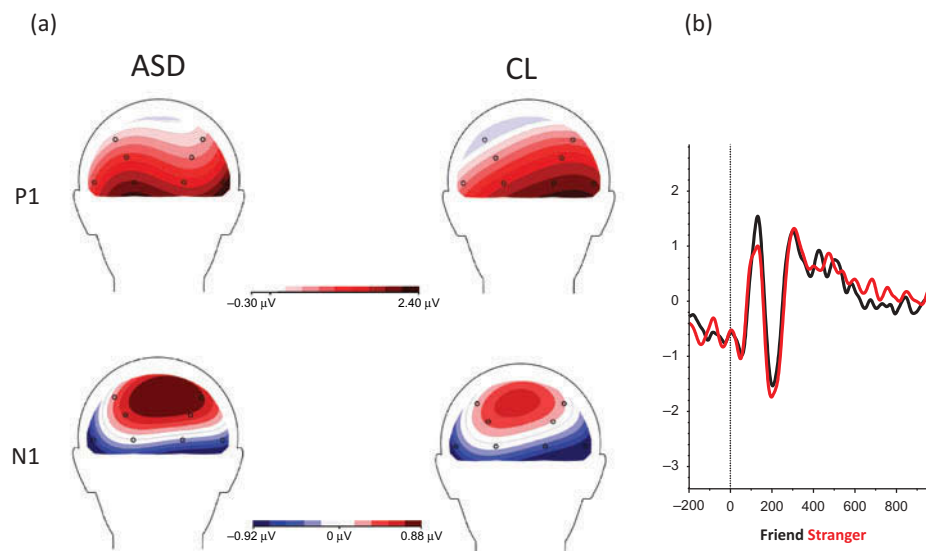 (a)
(b)
ASD
CL
P1
−0.30 µV
2.40 µV
N1
−0.92 µV
0 µV
0.88 µV
2
1
0
−1
−2
−3
−200
0
200
400
600
800
Friend Stranger